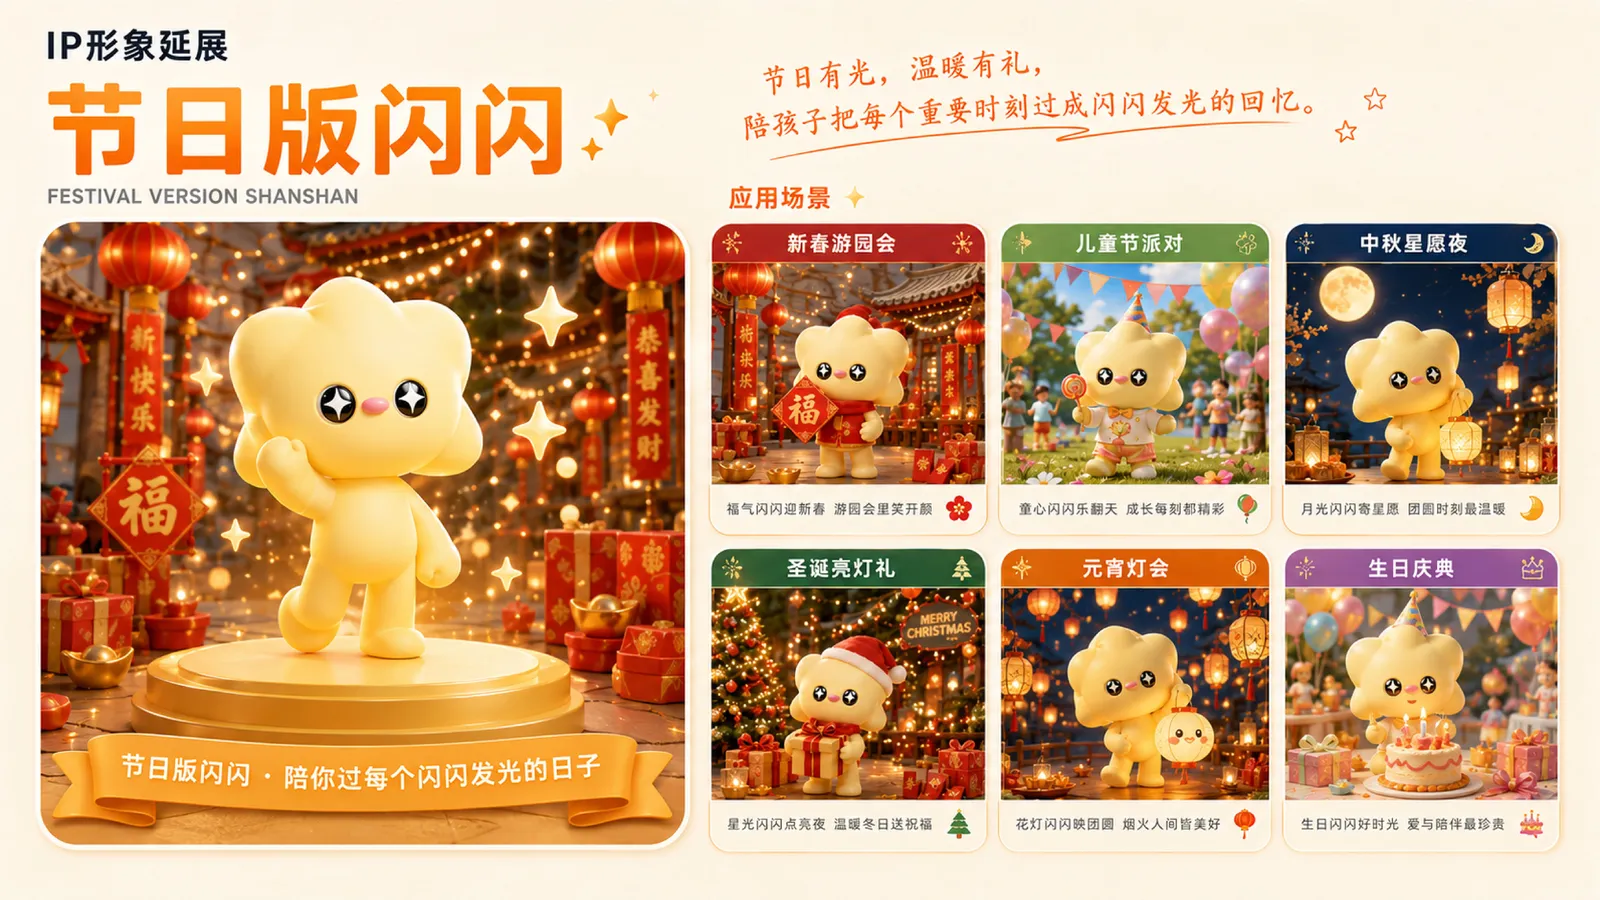 IP形象延展
节日版闪闪
FESTIVAL VERSION SHANSHAN
节日有光，温暖有礼，
陪孩子把每个重要时刻过成闪闪发光的回忆。
应用场景
新快乐
恭喜发财
福
节日版闪闪 · 陪你过每个闪闪发光的日子
新春游园会
福
福气闪闪迎新春 游园会里笑开颜
儿童节派对
童心闪闪乐翻天 成长每刻都精彩
中秋星愿夜
月光闪闪寄星愿 团圆时刻最温暖
圣诞亮灯礼
MERRY
CHRISTMAS
星光闪闪点亮夜 温暖冬日送祝福
元宵灯会
花灯闪闪映团圆 烟火人间皆美好
生日庆典
生日闪闪好时光 爱与陪伴最珍贵